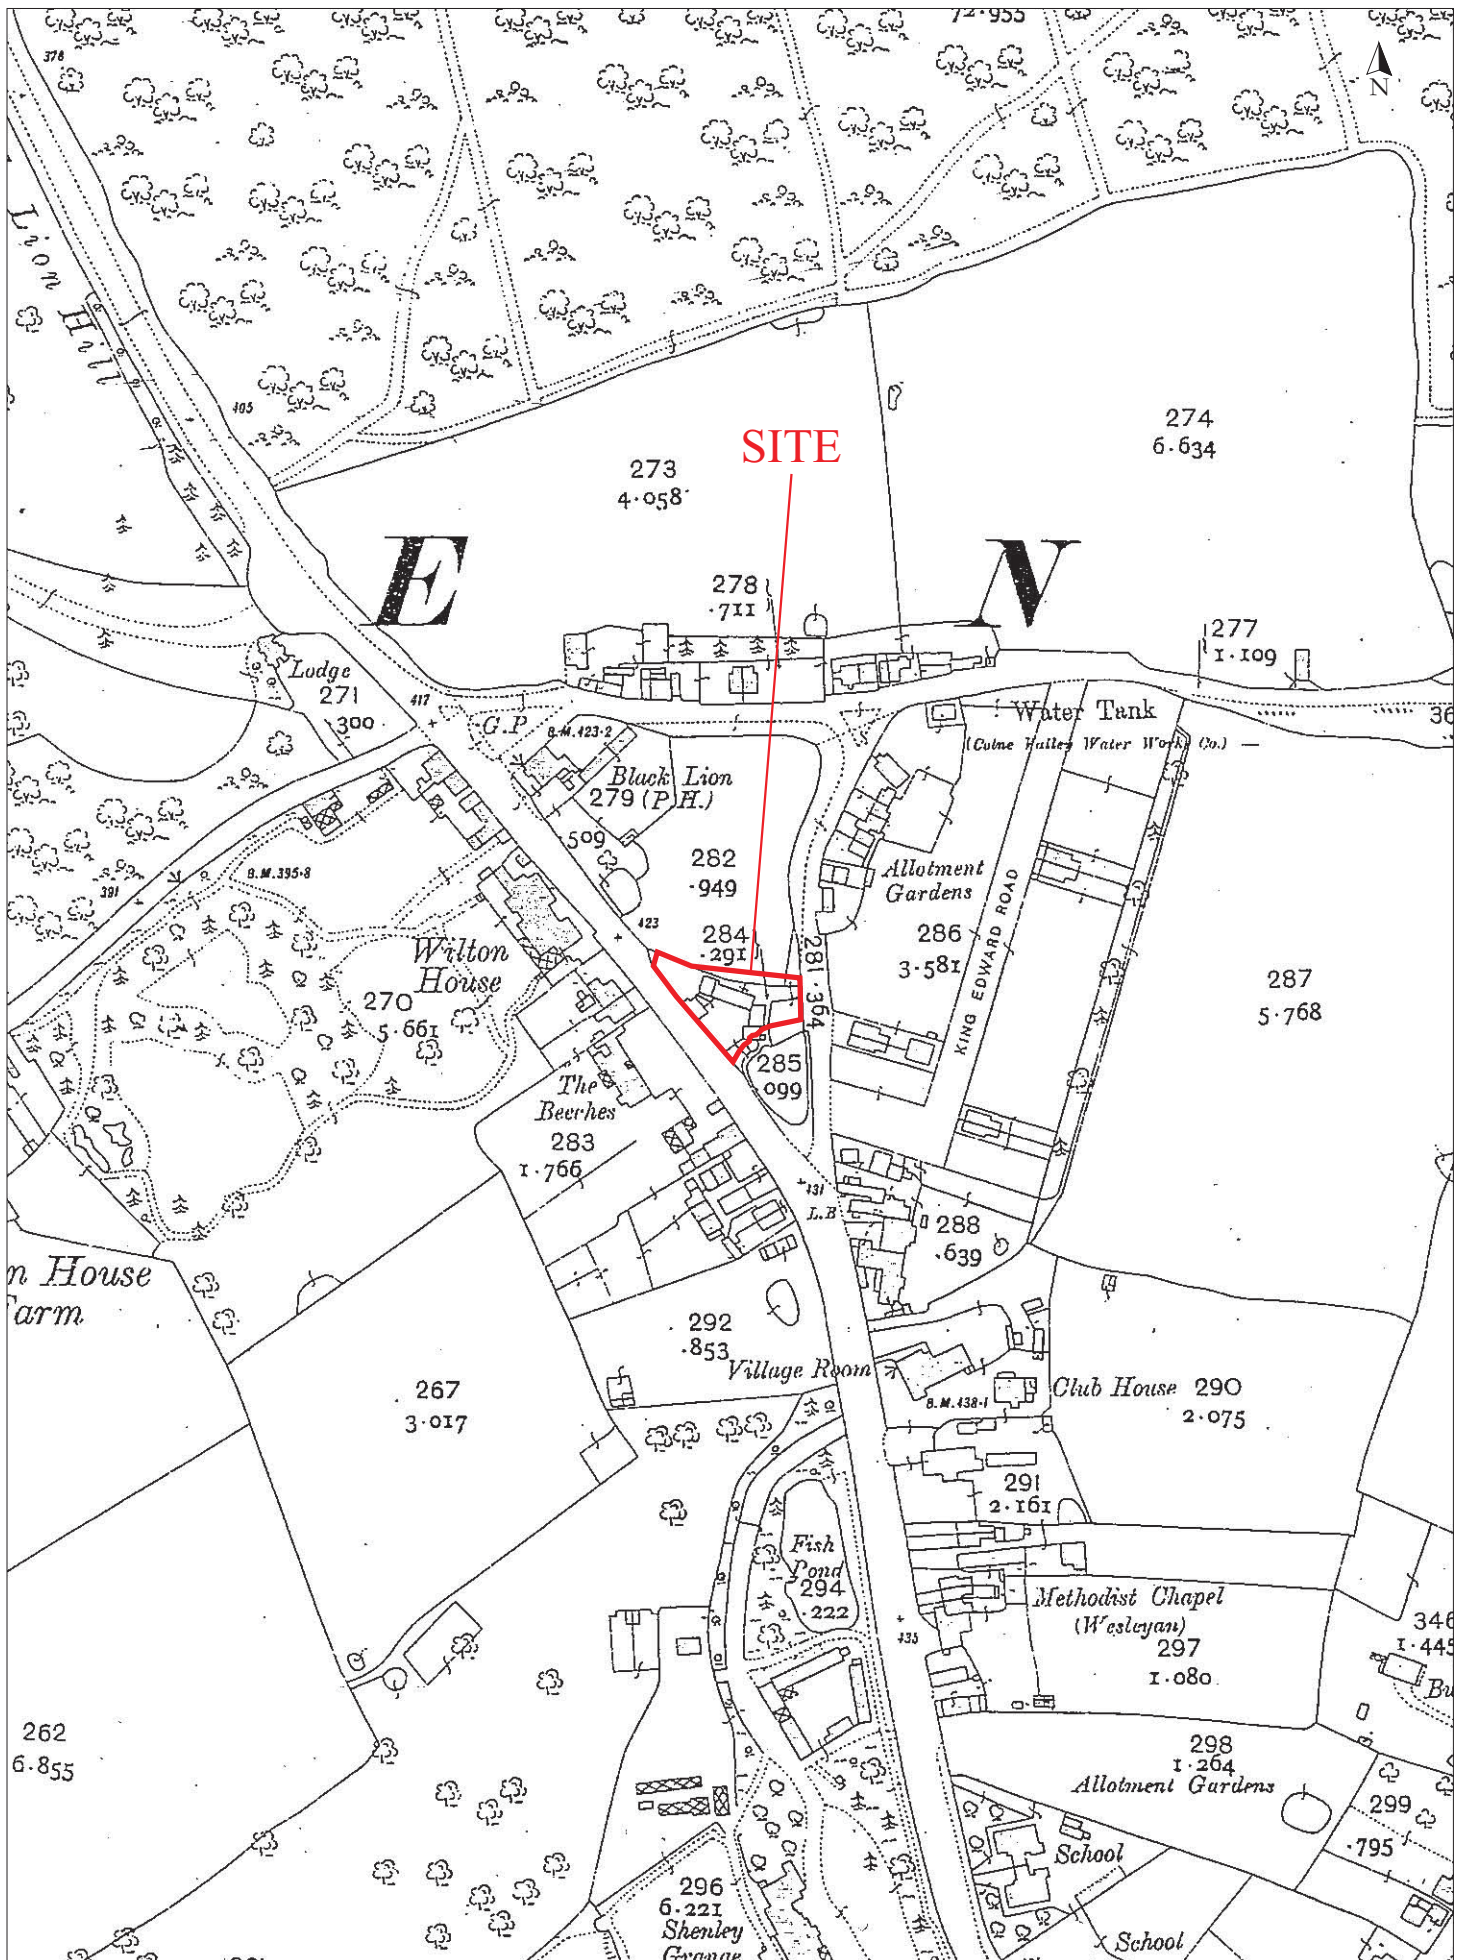 72.955
N
378
Lion Hill
405
274
6.634
SITE
273
4.058
E
N
278
.711
277
1.109
Lodge
271
.300
417
G.P
B.M.423.2
Water Tank
(Colne Valley Water Works Co.)
36
Black Lion
279 (P.H.)
.509
282
.949
Allotment
Gardens
B.M.395.8
391
423
284
.291
286
3.581
KING EDWARD ROAD
281 .364
287
5.768
Wilton
House
270
5.661
285
.099
The
Beeches
283
1.766
431
L.B
288
.639
n House
arm
292
.853
Village Room
B.M.438.1
Club House
290
2.075
267
3.017
291
2.161
Fish
Pond
294
.222
435
Methodist Chapel
(Wesleyan)
297
1.080
346
1.445
Bu
262
6.855
298
1.264
Allotment Gardens
299
.795
School
296
6.221
Shenley
Grange
School